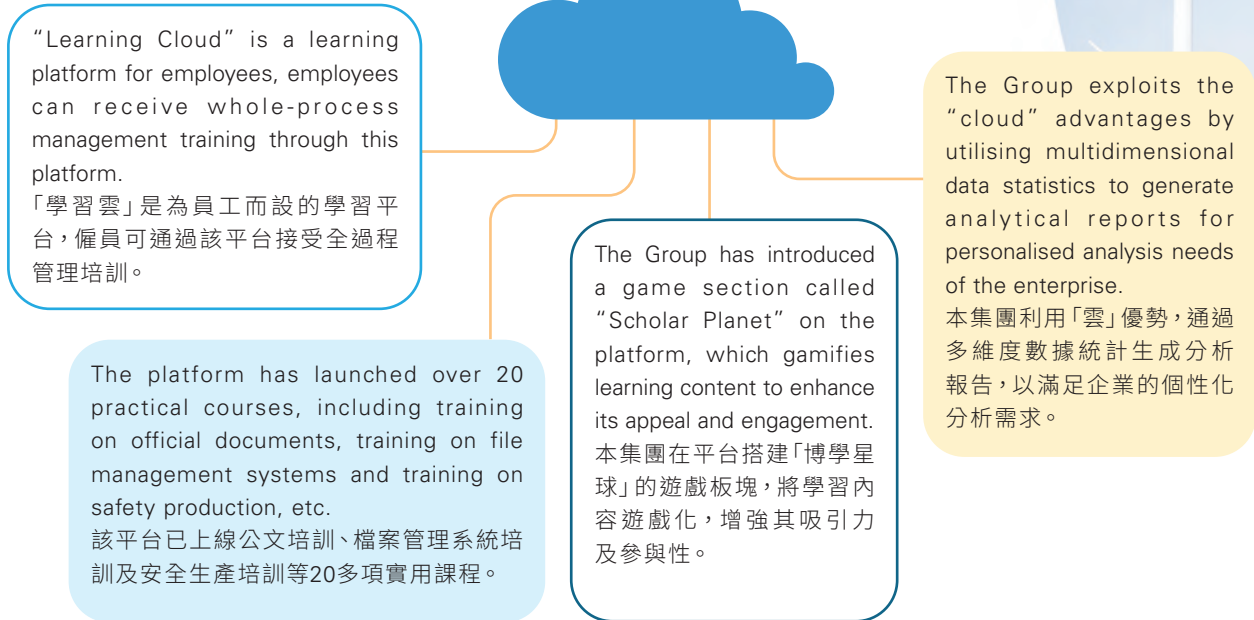 “Learning Cloud” is a learning
platform for employees, employees
can receive whole-process
management training through this
platform.
「學習雲」是為員工而設的學習平
台，僱員可通過該平台接受全過程
管理培訓。
The platform has launched over 20
practical courses, including training
on official documents, training on file
management systems and training on
safety production, etc.
該平台已上線公文培訓、檔案管理系統培
訓及安全生產培訓等20多項實用課程。
The Group has introduced
a game section called
“Scholar Planet” on the
platform, which gamifies
learning content to enhance
its appeal and engagement.
本集團在平台搭建「博學星
球」的遊戲板塊，將學習內
容遊戲化，增強其吸引力
及參與性。
The Group exploits the
“cloud” advantages by
utilising multidimensional
data statistics to generate
analytical reports for
personalised analysis needs
of the enterprise.
本集團利用「雲」優勢，通過
多維度數據統計生成分析
報告，以滿足企業的個性化
分析需求。